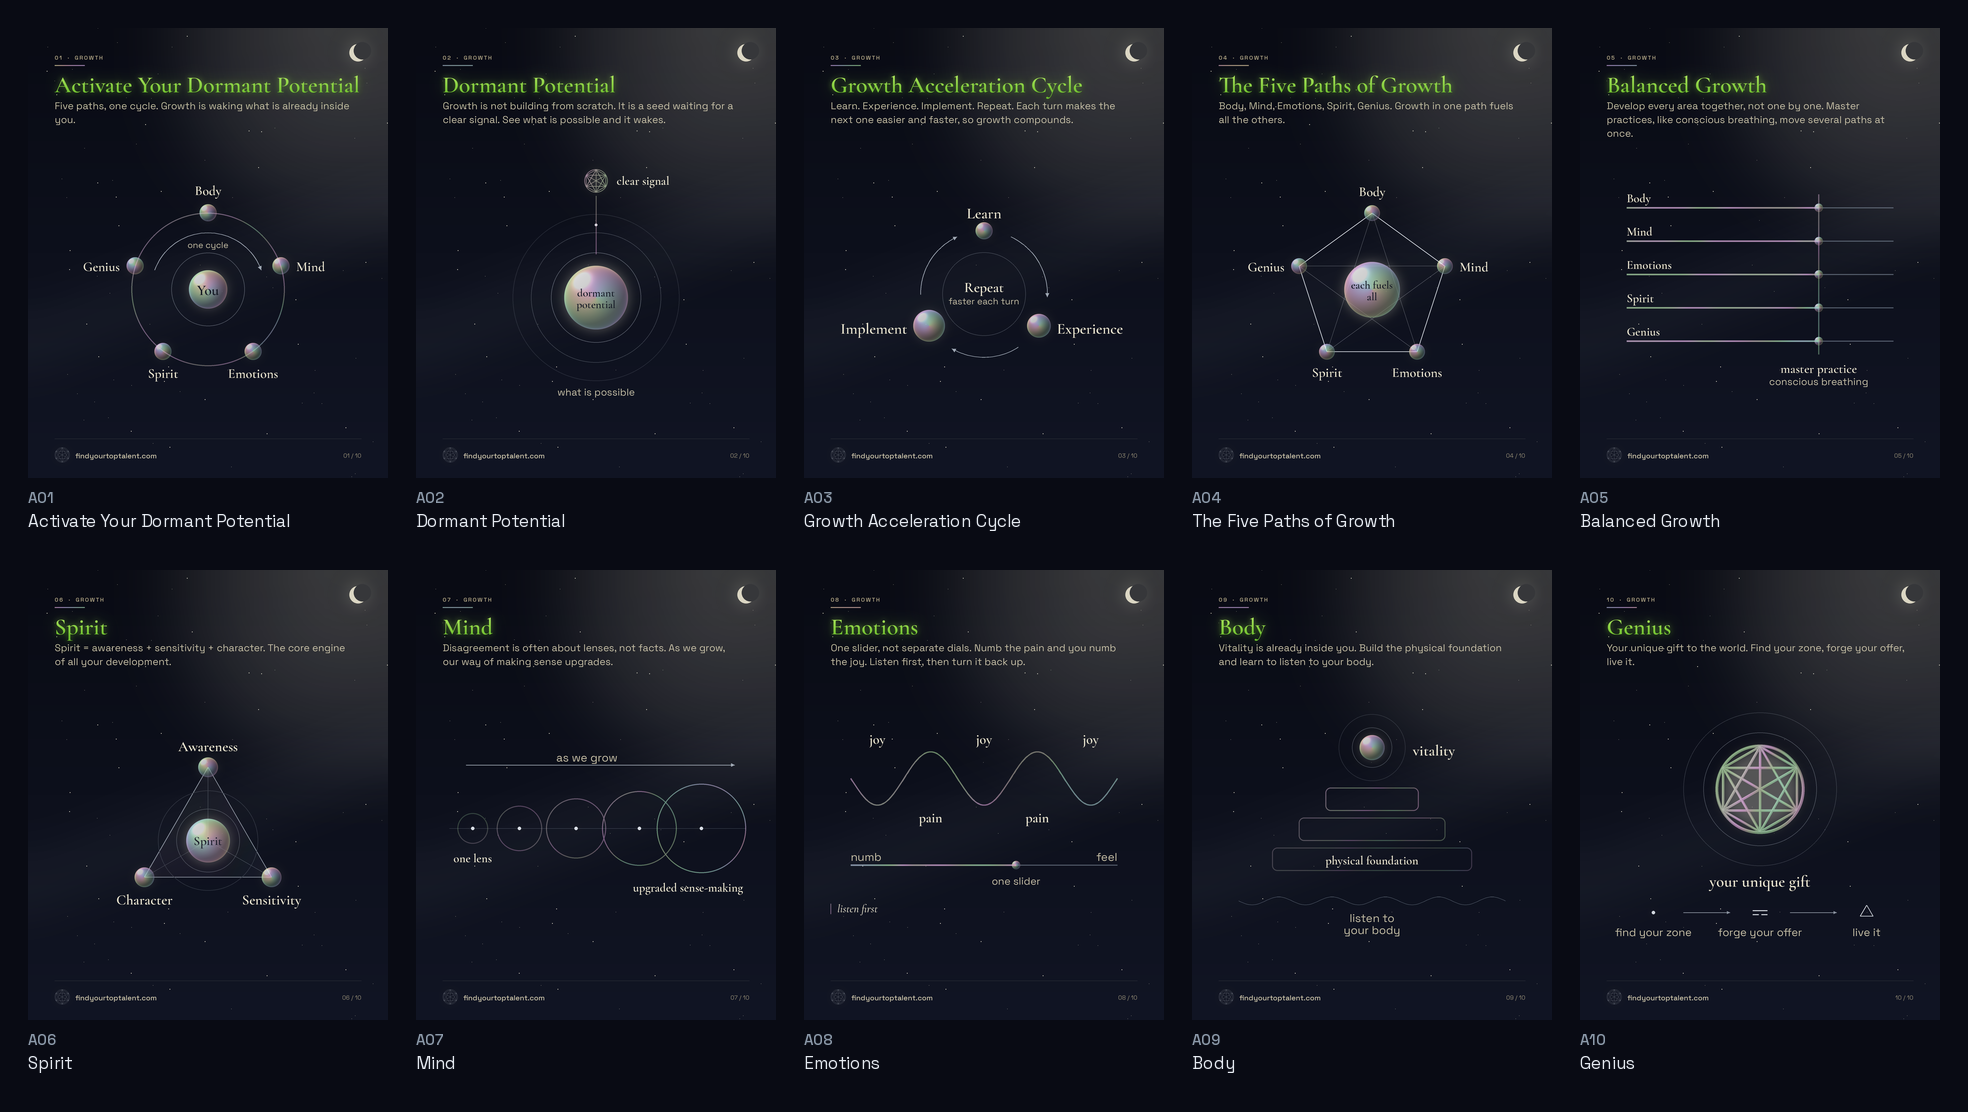 01 · GROWTH
Activate Your Dormant Potential
Five paths, one cycle. Growth is waking what is already inside
you.
Body
one cycle
Genius
Mind
You
Spirit
Emotions
findyourtoptalent.com
01 / 10
A01
Activate Your Dormant Potential
02 · GROWTH
Dormant Potential
Growth is not building from scratch. It is a seed waiting for a
clear signal. See what is possible and it wakes.
clear signal
dormant
potential
what is possible
findyourtoptalent.com
02 / 10
A02
Dormant Potential
03 · GROWTH
Growth Acceleration Cycle
Learn. Experience. Implement. Repeat. Each turn makes the
next one easier and faster, so growth compounds.
Learn
Repeat
faster each turn
Implement
Experience
findyourtoptalent.com
03 / 10
A03
Growth Acceleration Cycle
04 · GROWTH
The Five Paths of Growth
Body, Mind, Emotions, Spirit, Genius. Growth in one path fuels
all the others.
Body
Genius
Mind
each fuels
all
Spirit
Emotions
findyourtoptalent.com
04 / 10
A04
The Five Paths of Growth
05 · GROWTH
Balanced Growth
Develop every area together, not one by one. Master
practices, like conscious breathing, move several paths at
once.
Body
Mind
Emotions
Spirit
Genius
master practice
conscious breathing
findyourtoptalent.com
05 / 10
A05
Balanced Growth
06 · GROWTH
Spirit
Spirit = awareness + sensitivity + character. The core engine
of all your development.
Awareness
Spirit
Character
Sensitivity
findyourtoptalent.com
06 / 10
A06
Spirit
07 · GROWTH
Mind
Disagreement is often about lenses, not facts. As we grow,
our way of making sense upgrades.
as we grow
one lens
upgraded sense-making
findyourtoptalent.com
07 / 10
A07
Mind
08 · GROWTH
Emotions
One slider, not separate dials. Numb the pain and you numb
the joy. Listen first, then turn it back up.
joy
joy
joy
pain
pain
numb
feel
one slider
listen first
findyourtoptalent.com
08 / 10
A08
Emotions
09 · GROWTH
Body
Vitality is already inside you. Build the physical foundation
and learn to listen to your body.
vitality
physical foundation
listen to
your body
findyourtoptalent.com
09 / 10
A09
Body
10 · GROWTH
Genius
Your unique gift to the world. Find your zone, forge your offer,
live it.
your unique gift
find your zone
forge your offer
live it
findyourtoptalent.com
10 / 10
A10
Genius